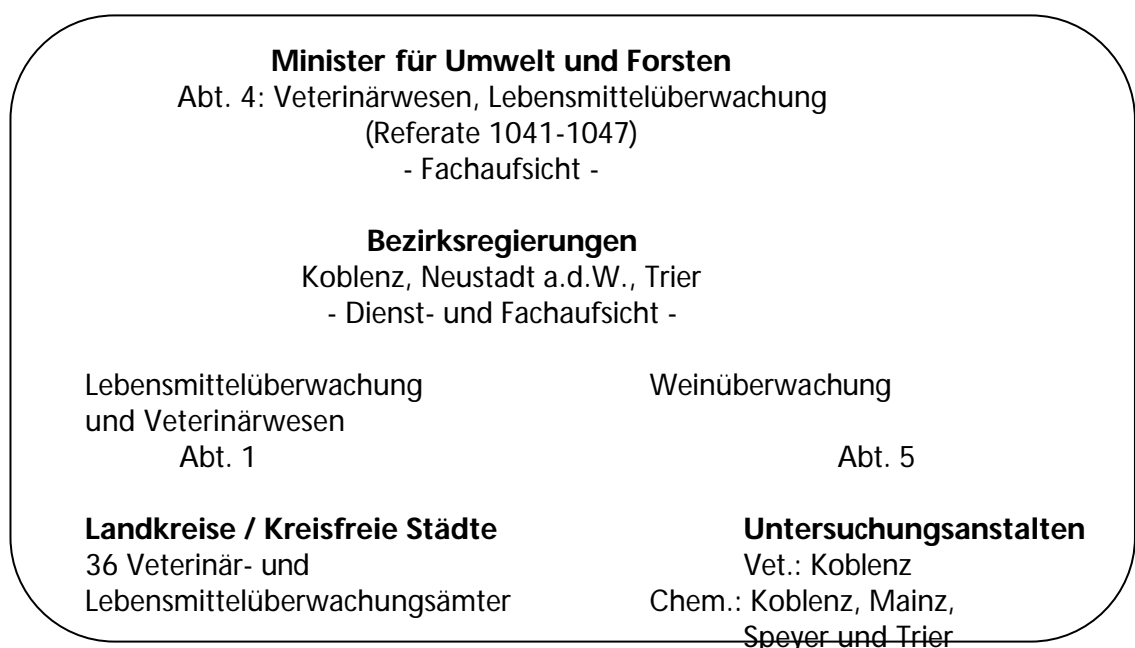 Minister für Umwelt und Forsten
Abt. 4: Veterinärwesen, Lebensmittelüberwachung
(Referate 1041-1047)
- Fachaufsicht -
Bezirksregierungen
Koblenz, Neustadt a.d.W., Trier
- Dienst- und Fachaufsicht -
Lebensmittelüberwachung
und Veterinärwesen
Abt. 1
Weinüberwachung
Abt. 5
Landkreise / Kreisfreie Städte
36 Veterinär- und
Lebensmittelüberwachungsämter
Untersuchungsanstalten
Vet.: Koblenz
Chem.: Koblenz, Mainz,
Speyer und Trier